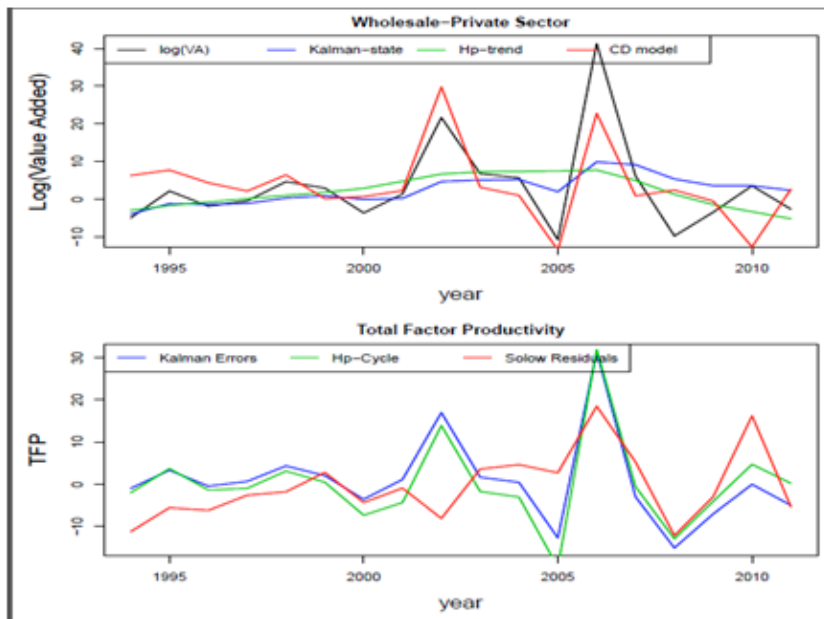 Wholesale-Private Sector
log(VA) Kalman-state Hp-trend CD model
Log(Value Added)
40
30
20
10
0
-10
1995 2000 2005 2010
year
Total Factor Productivity
Kalman Errors Hp-Cycle Solow Residuals
TFP
30
20
10
0
-10
1995 2000 2005 2010
year